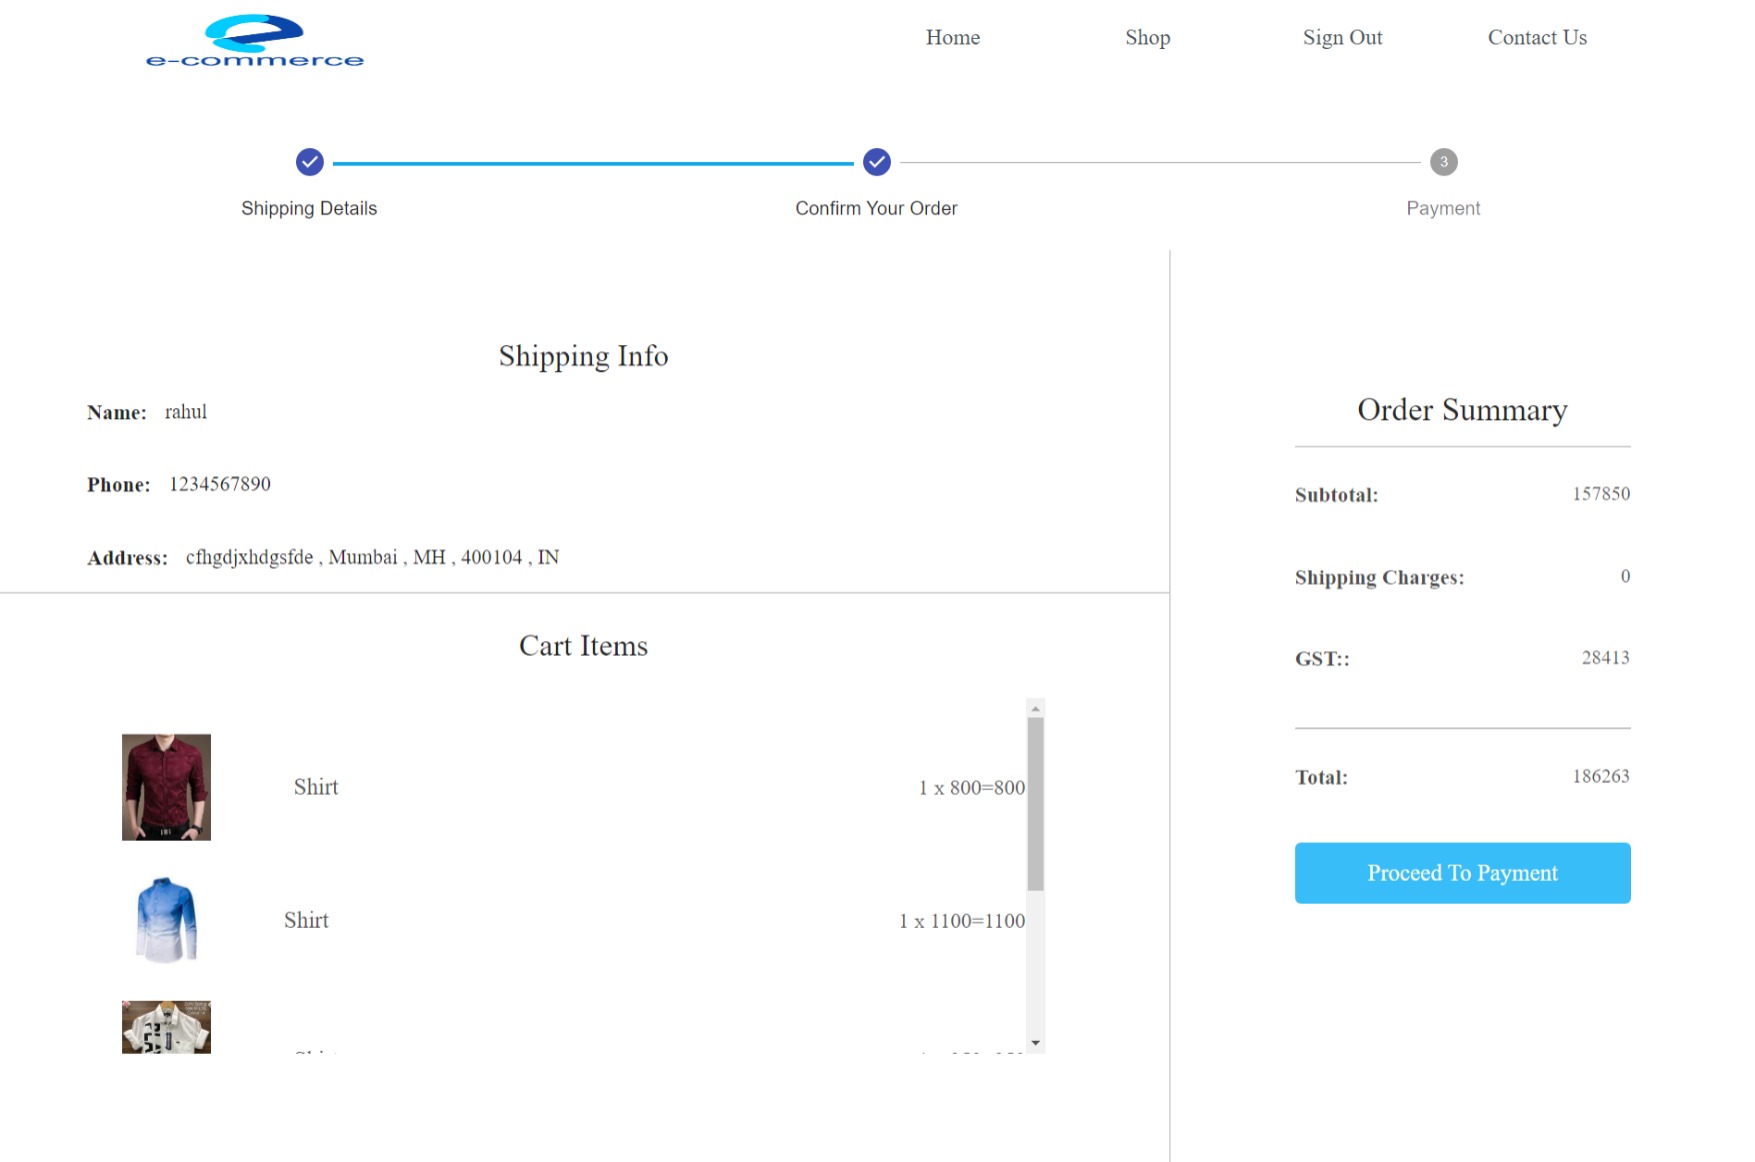 e-commerce
Home Shop Sign Out Contact Us
3
Shipping Details Confirm Your Order Payment
Shipping Info
Name: rahul
Phone: 1234567890
Address: cfhgdjxhdgsfde , Mumbai , MH , 400104 , IN
Cart Items
Shirt 1 x 800=800
Shirt 1 x 1100=1100
Order Summary
Subtotal: 157850
Shipping Charges: 0
GST:: 28413
Total: 186263
Proceed To Payment